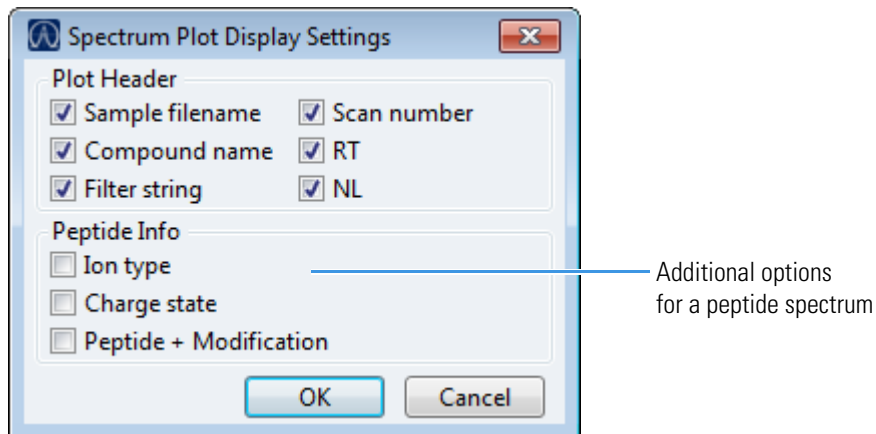 Spectrum Plot Display Settings
Plot Header
Sample filename Scan number
Compound name RT
Filter string NL
Peptide Info
Ion type
Charge state
Peptide + Modification
Additional options
for a peptide spectrum
OK Cancel